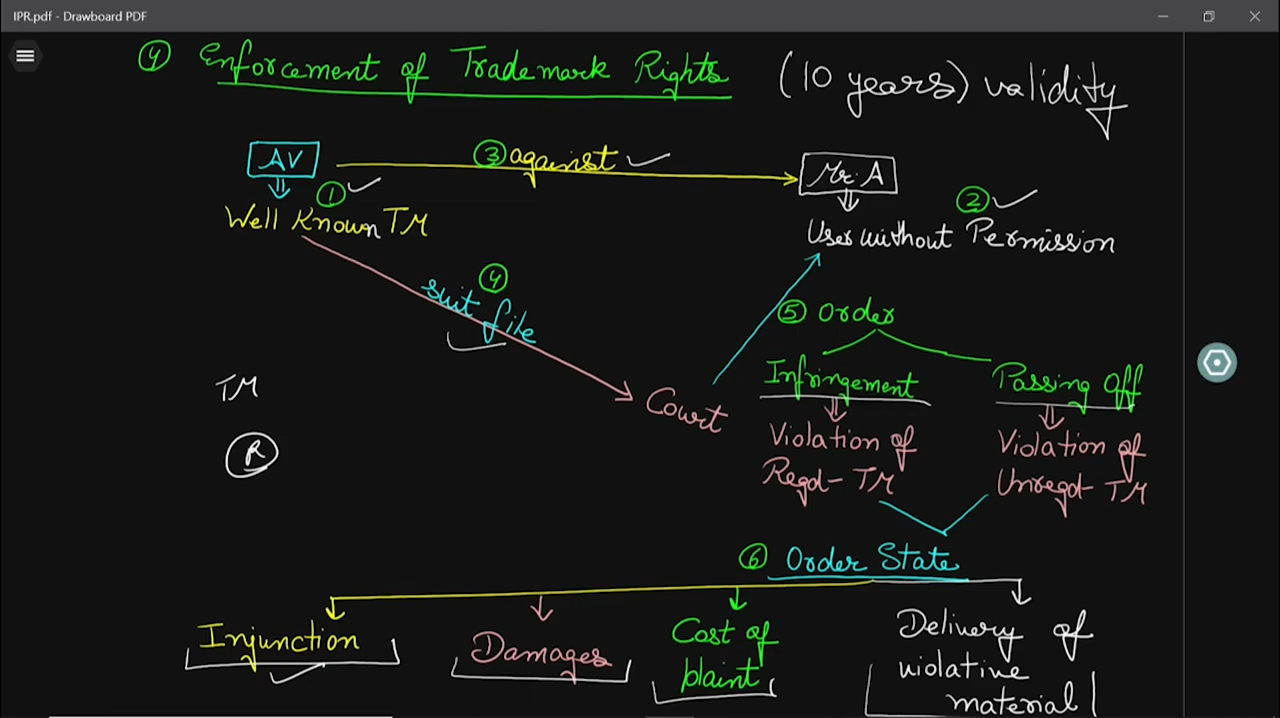 IPR.pdf - Drawboard PDF
④ Enforcement of Trademark Rights (10 years) validity
AV
③ against
Mr. A
①
Well Known TM
②
User without Permission
④
suit file
⑤ Order
Infringement
Passing Off
TM
Court
R
Violation of
Regd- TM
Violation of
Unregd- TM
⑥ Order State
Injunction
Damages
Cost of
plaint
Delivery of
violative
material